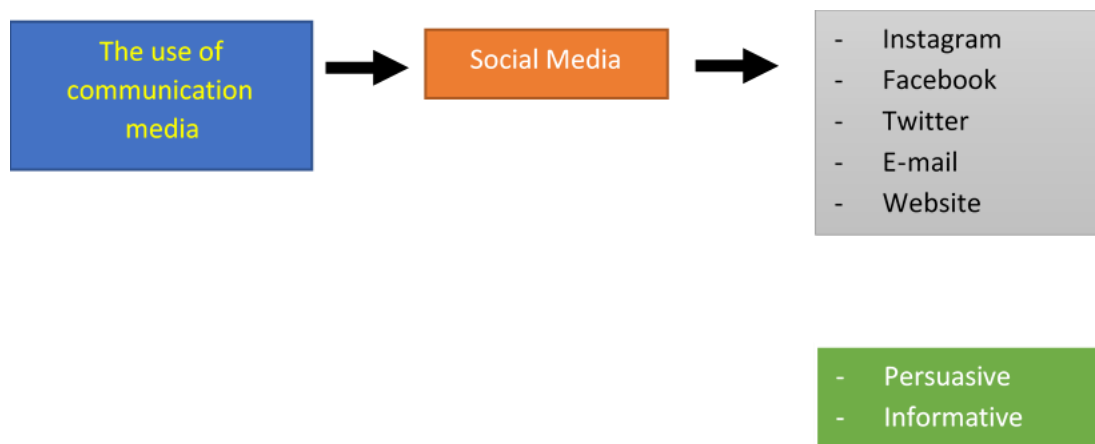 The use of
communication
media
Social Media
- Instagram
- Facebook
- Twitter
- E-mail
- Website
- Persuasive
- Informative